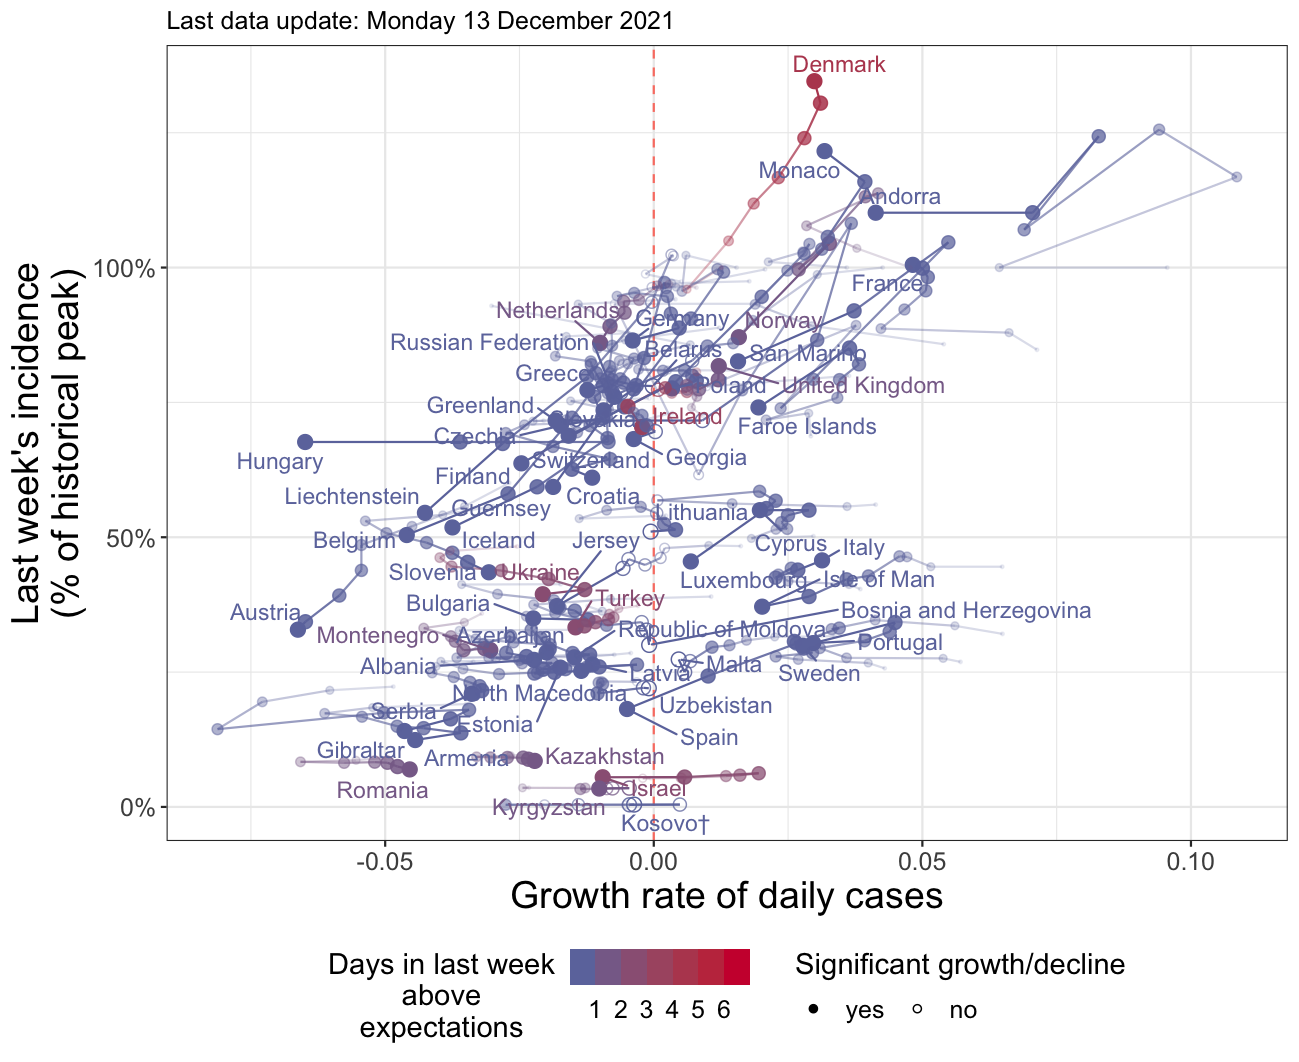 Last data update: Monday 13 December 2021
Last week's incidence
(% of historical peak)
100%
50%
0%
Denmark
Monaco
Andorra
France
Netherlands
Germany
Norway
Russian Federation
Belarus
San Marino
Greece
Poland
United Kingdom
Greenland
Slovakia
Ireland
Faroe Islands
Czechia
Hungary
Switzerland
Georgia
Finland
Liechtenstein
Croatia
Guernsey
Lithuania
Belgium
Iceland
Jersey
Cyprus
Italy
Slovenia
Ukraine
Luxembourg
Isle of Man
Bulgaria
Turkey
Austria
Bosnia and Herzegovina
Montenegro
Azerbaijan
Republic of Moldova
Portugal
Albania
Latvia
Malta
Sweden
North Macedonia
Serbia
Uzbekistan
Estonia
Spain
Gibraltar
Armenia
Kazakhstan
Romania
Israel
Kyrgyzstan
Kosovo†
-0.05
0.00
0.05
0.10
Growth rate of daily cases
Days in last week
above
expectations
1 2 3 4 5 6
Significant growth/decline
yes
no